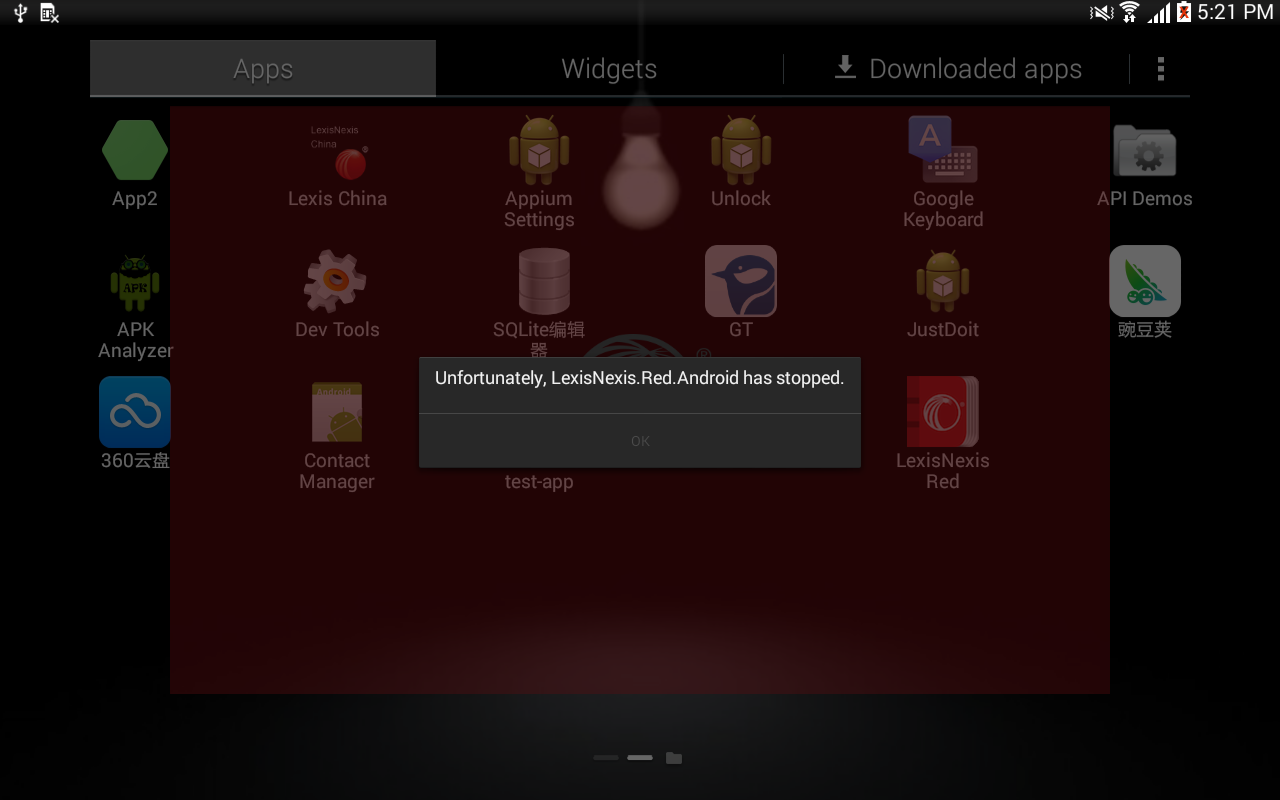 5:21 PM
Apps
Widgets
Downloaded apps
App2
LexisNexis
China
Lexis China
Appium
Settings
Unlock
A
Google
Keyboard
API Demos
APK
APK
Analyzer
Dev Tools
SQLite编辑
器
GT
JustDoit
豌豆荚
Unfortunately, LexisNexis.Red.Android has stopped.
OK
360云盘
Android
Contact
Manager
test-app
LexisNexis
Red